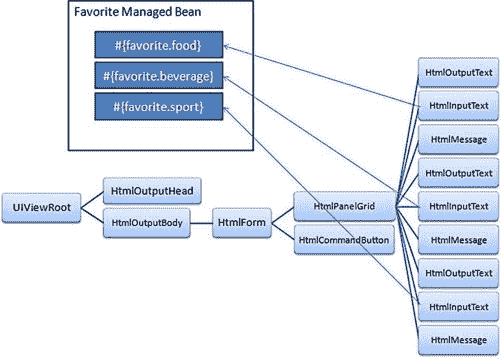 Favorite Managed Bean
#{favorite.food}
#{favorite.beverage}
#{favorite.sport}
UIViewRoot
HtmlOutputHead
HtmlOutputBody
HtmlForm
HtmlPanelGrid
HtmlCommandButton
HtmlOutputText
HtmlInputText
HtmlMessage
HtmlOutputText
HtmlInputText
HtmlMessage
HtmlOutputText
HtmlInputText
HtmlMessage